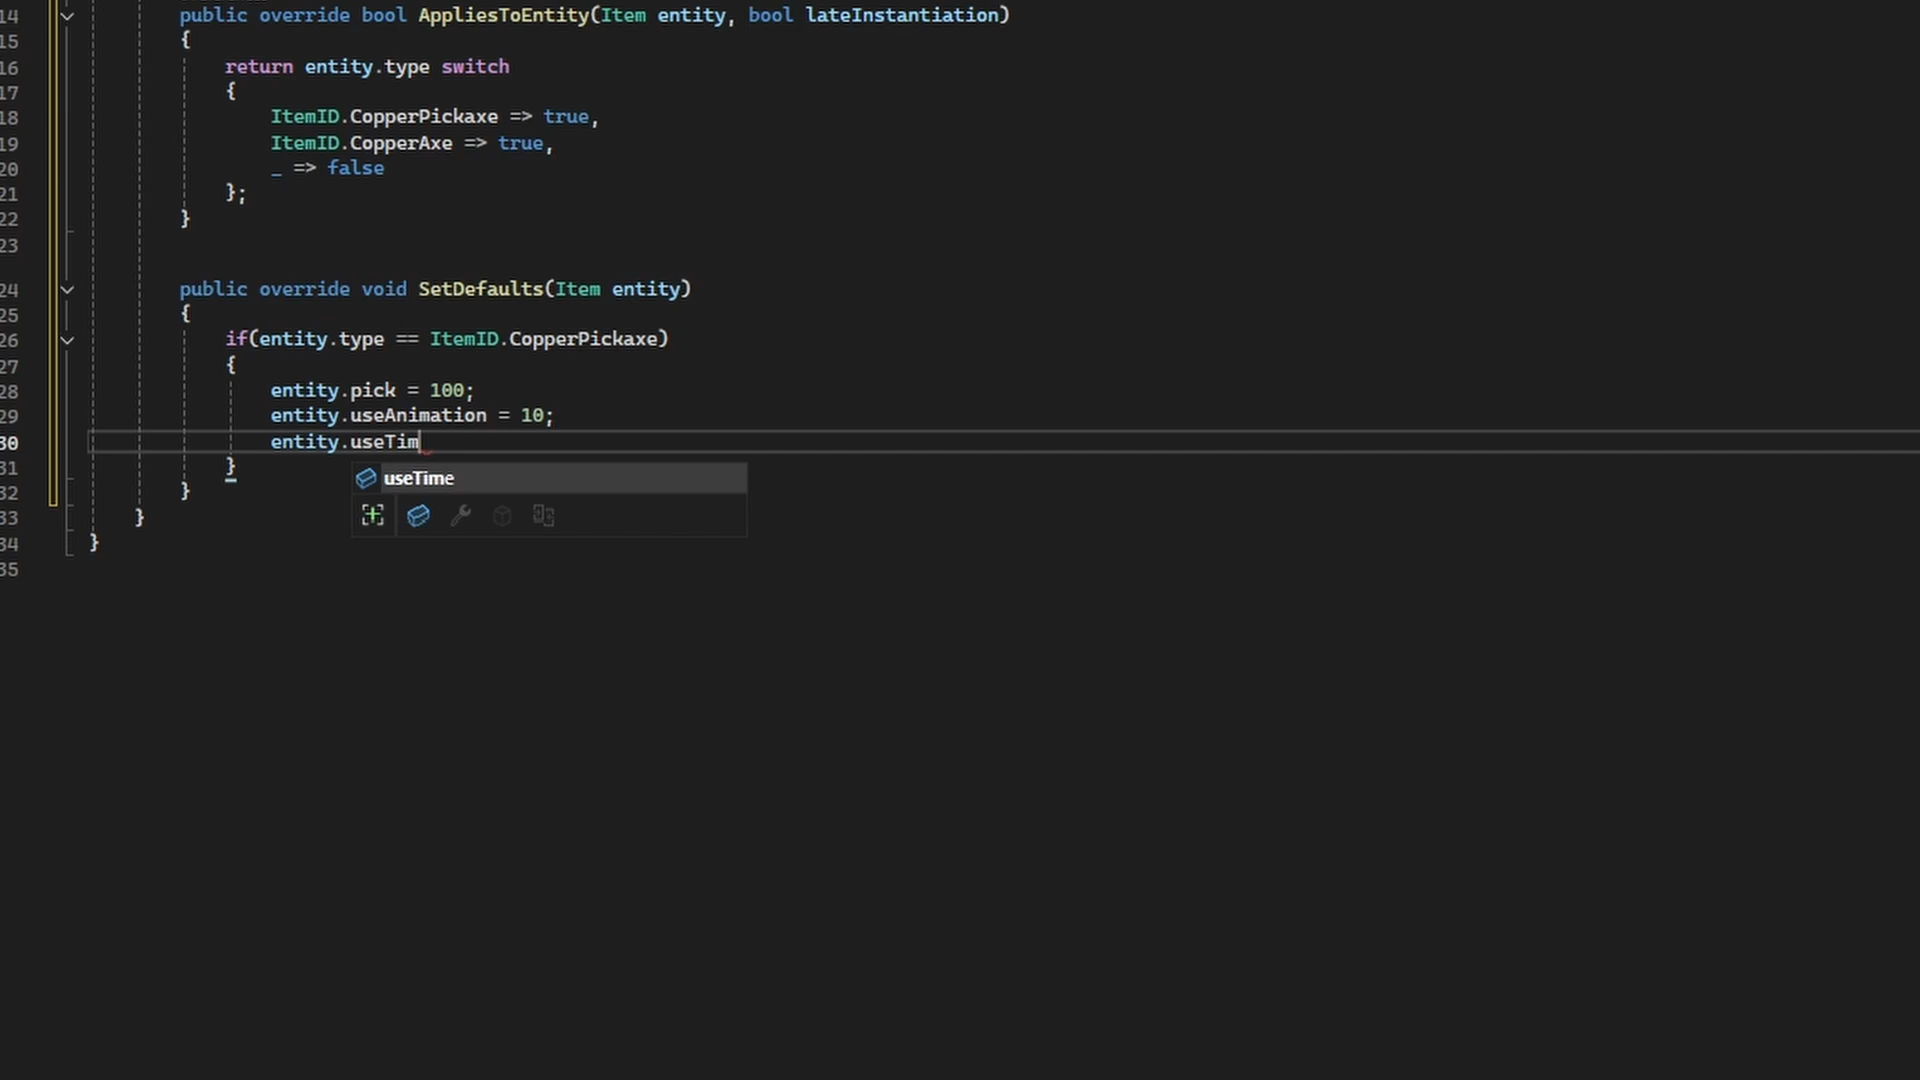 14 public override bool AppliesToEntity(Item entity, bool lateInstantiation)
15 {
16 return entity.type switch
17 {
18 ItemID.CopperPickaxe => true,
19 ItemID.CopperAxe => true,
20 _ => false
21 };
22 }
23
24 public override void SetDefaults(Item entity)
25 {
26 if(entity.type == ItemID.CopperPickaxe)
27 {
28 entity.pick = 100;
29 entity.useAnimation = 10;
30 entity.useTim
31 }
useTime
32 }
33 }
34 }
35